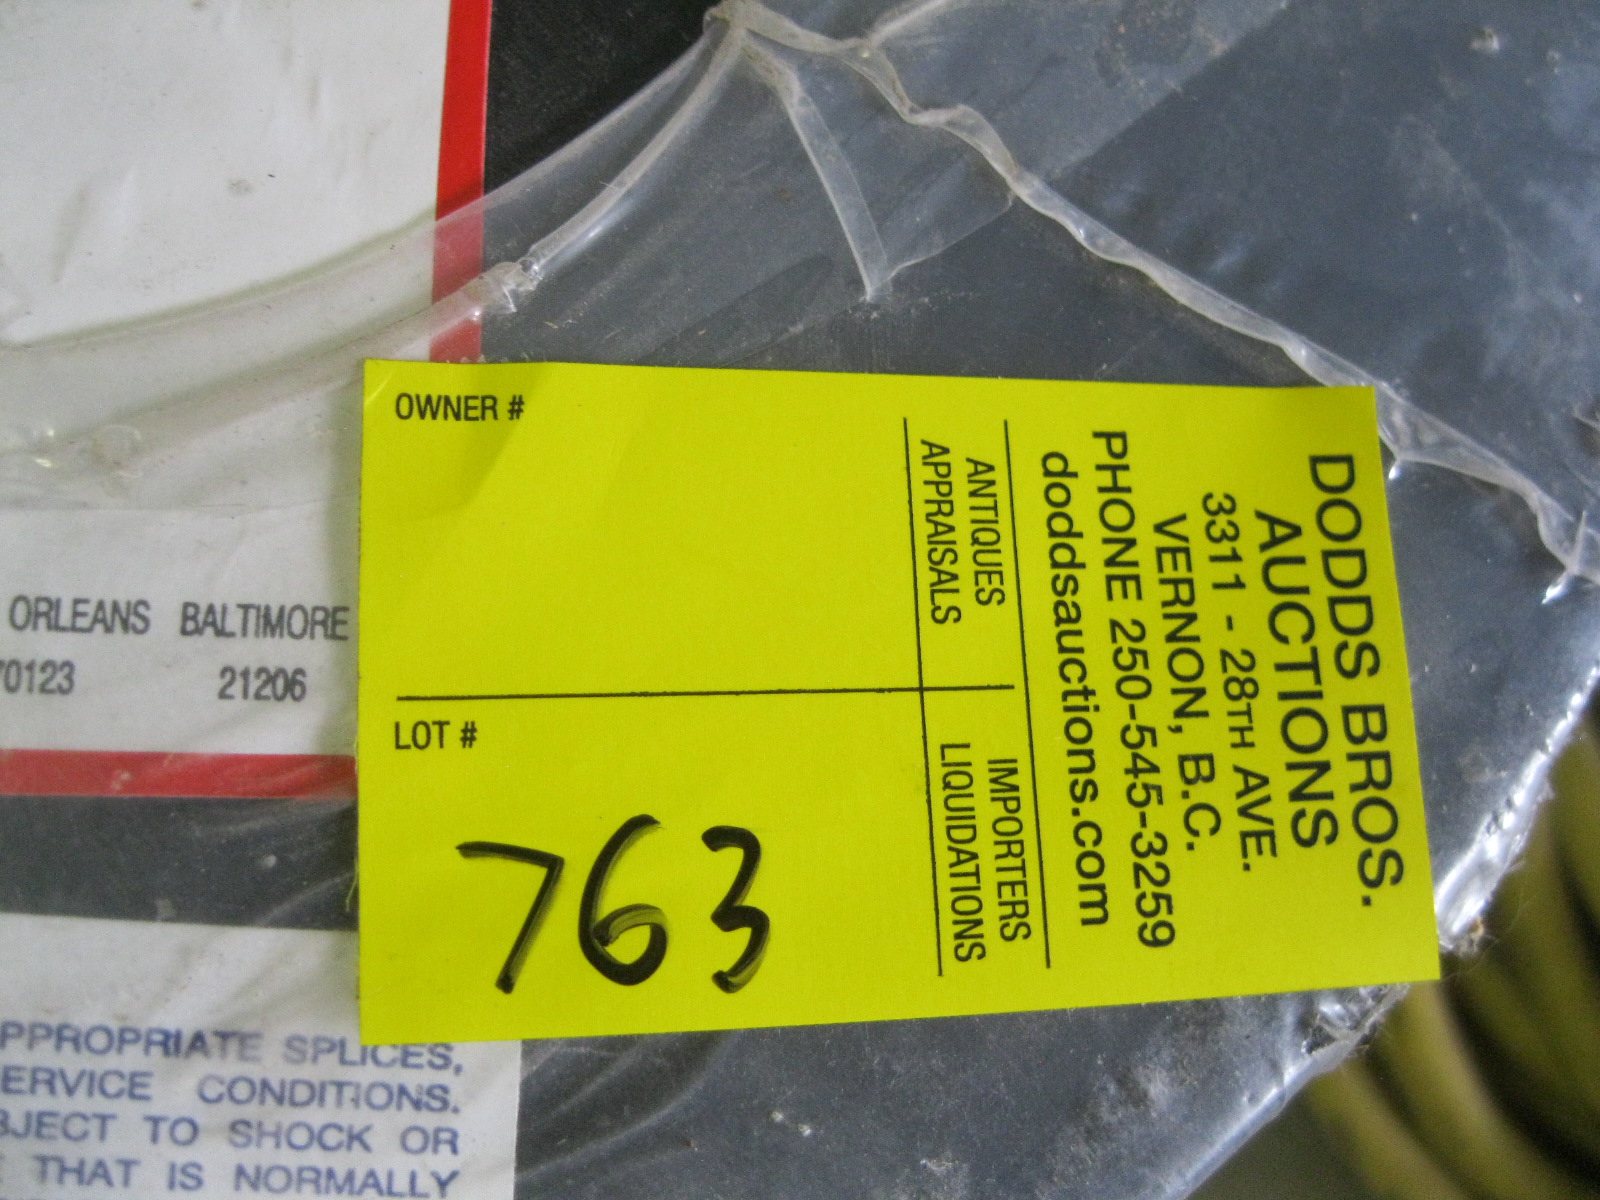 OWNER #
LOT #
763
DODDS BROS.
AUCTIONS
3311 - 28TH AVE.
VERNON, B.C.
PHONE 250-545-3259
doddsauctions.com
ANTIQUES IMPORTERS
APPRAISALS LIQUIDATIONS
ORLEANS BALTIMORE
70123 21206
PPROPRIATE SPLICES,
ERVICE CONDITIONS.
BJECT TO SHOCK OR
THAT IS NORMALLY